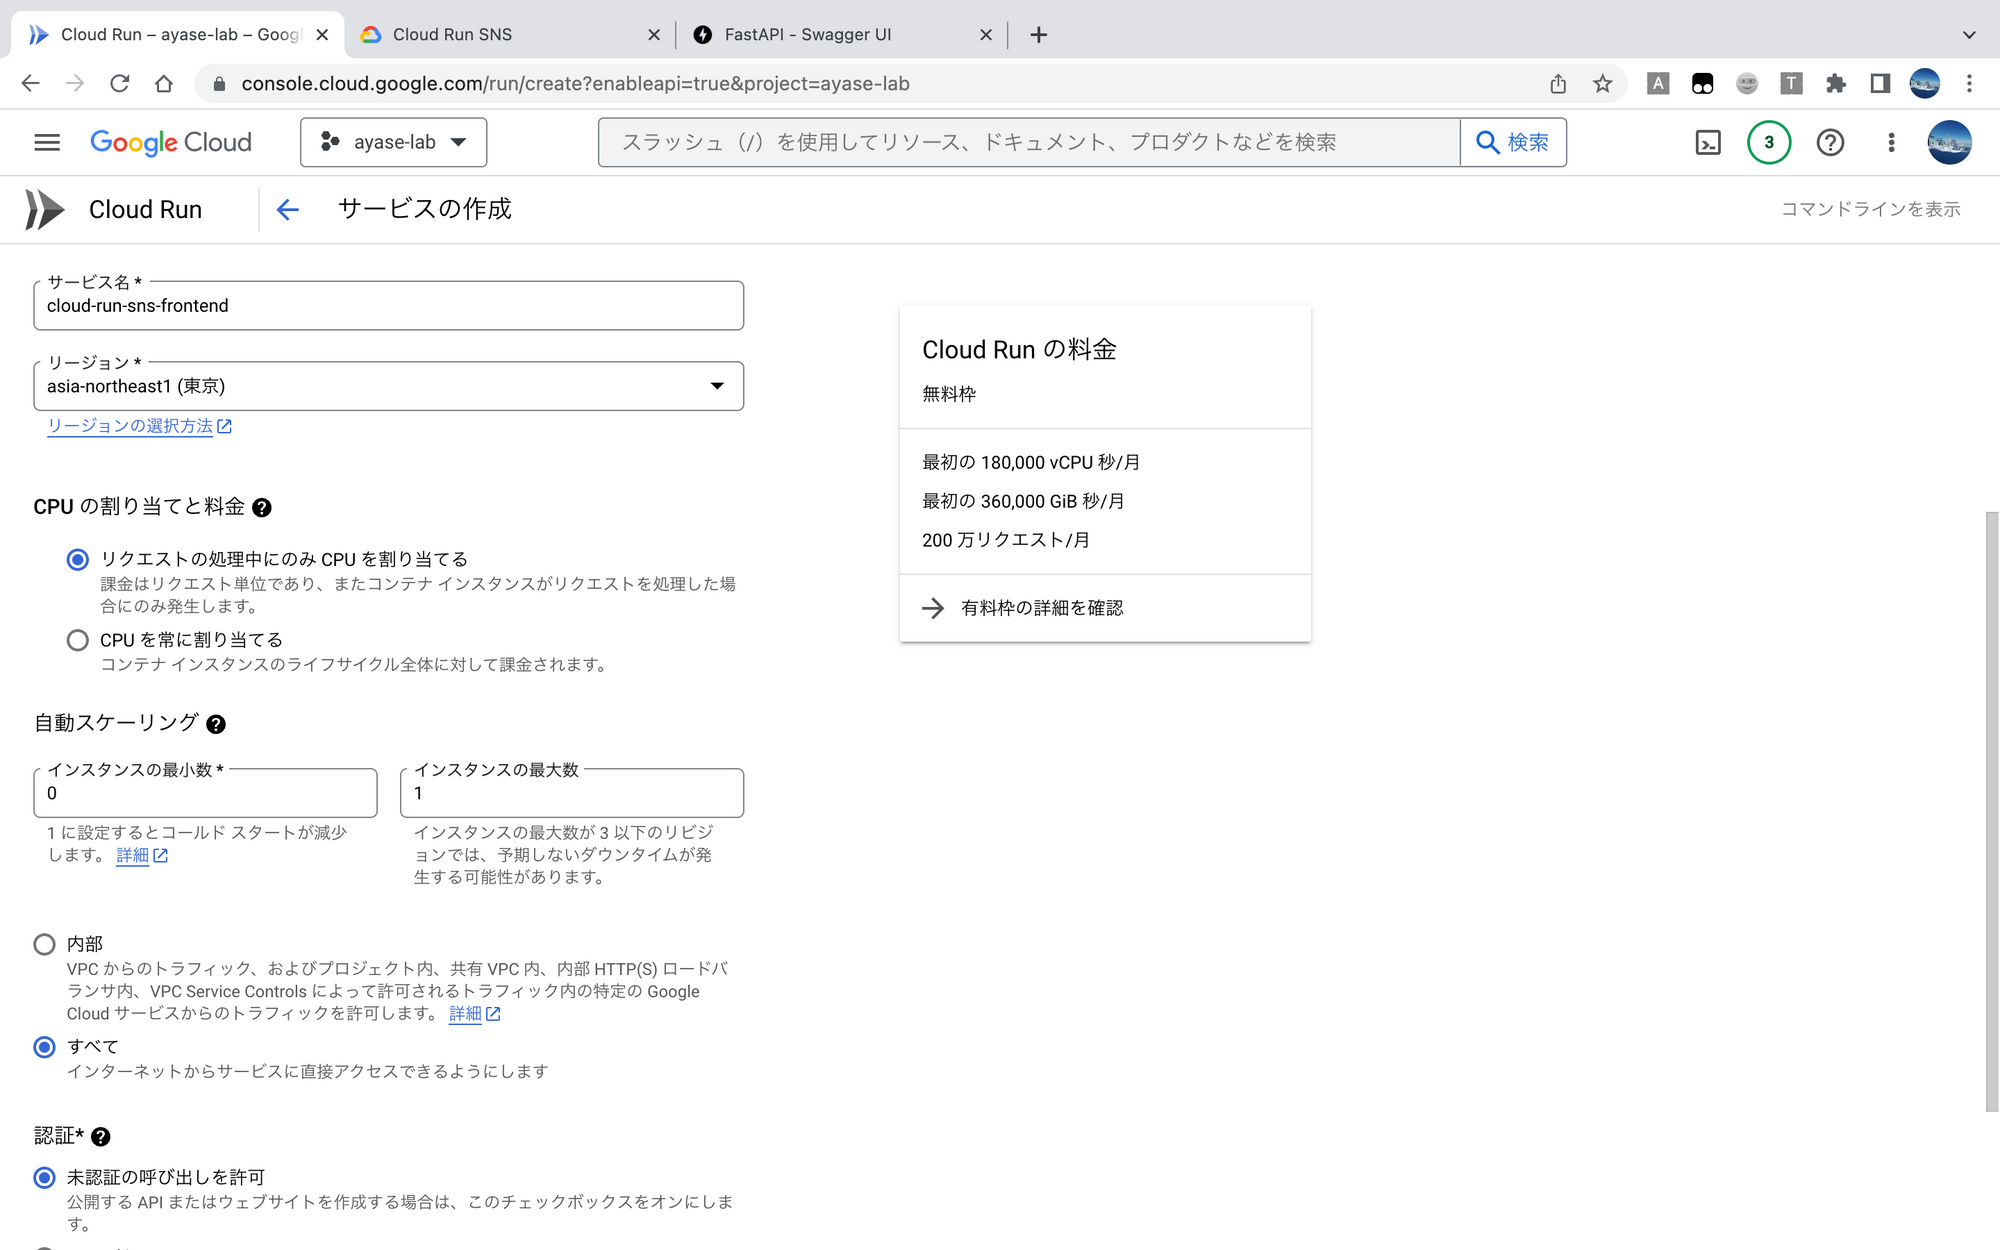 Cloud Run – ayase-lab – Googl
Cloud Run SNS
FastAPI - Swagger UI
console.cloud.google.com/run/create?enableapi=true&project=ayase-lab
A
T
Google Cloud
ayase-lab
スラッシュ（/）を使用してリソース、ドキュメント、プロダクトなどを検索
検索
3
Cloud Run
サービスの作成
コマンドラインを表示
サービス名 *
cloud-run-sns-frontend
リージョン *
asia-northeast1 (東京)
リージョンの選択方法
CPU の割り当てと料金
リクエストの処理中にのみ CPU を割り当てる
課金はリクエスト単位であり、またコンテナ インスタンスがリクエストを処理した場
合にのみ発生します。
CPU を常に割り当てる
コンテナ インスタンスのライフサイクル全体に対して課金されます。
自動スケーリング
インスタンスの最小数 *
0
1 に設定するとコールド スタートが減少
します。 詳細
インスタンスの最大数
1
インスタンスの最大数が 3 以下のリビジ
ョンでは、予期しないダウンタイムが発
生する可能性があります。
内部
VPC からのトラフィック、およびプロジェクト内、共有 VPC 内、内部 HTTP(S) ロードバ
ランサ内、VPC Service Controls によって許可されるトラフィック内の特定の Google
Cloud サービスからのトラフィックを許可します。 詳細
すべて
インターネットからサービスに直接アクセスできるようにします
認証*
未認証の呼び出しを許可
公開する API またはウェブサイトを作成する場合は、このチェックボックスをオンにしま
す。
Cloud Run の料金
無料枠
最初の 180,000 vCPU 秒/月
最初の 360,000 GiB 秒/月
200 万リクエスト/月
有料枠の詳細を確認